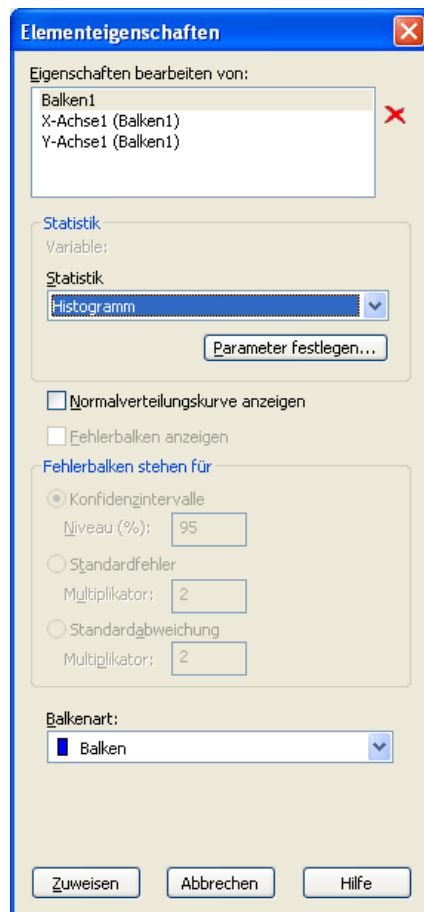 Elementeigenschaften
Eigenschaften bearbeiten von:
Balken1
X-Achse1 (Balken1)
Y-Achse1 (Balken1)
Statistik
Variable:
Statistik
Histogramm
Parameter festlegen...
Normalverteilungskurve anzeigen
Fehlerbalken anzeigen
Fehlerbalken stehen für
Konfidenzintervalle
Niveau (%): 95
Standardfehler
Multiplikator: 2
Standardabweichung
Multiplikator: 2
Balkenart:
Balken
Zuweisen Abbrechen Hilfe